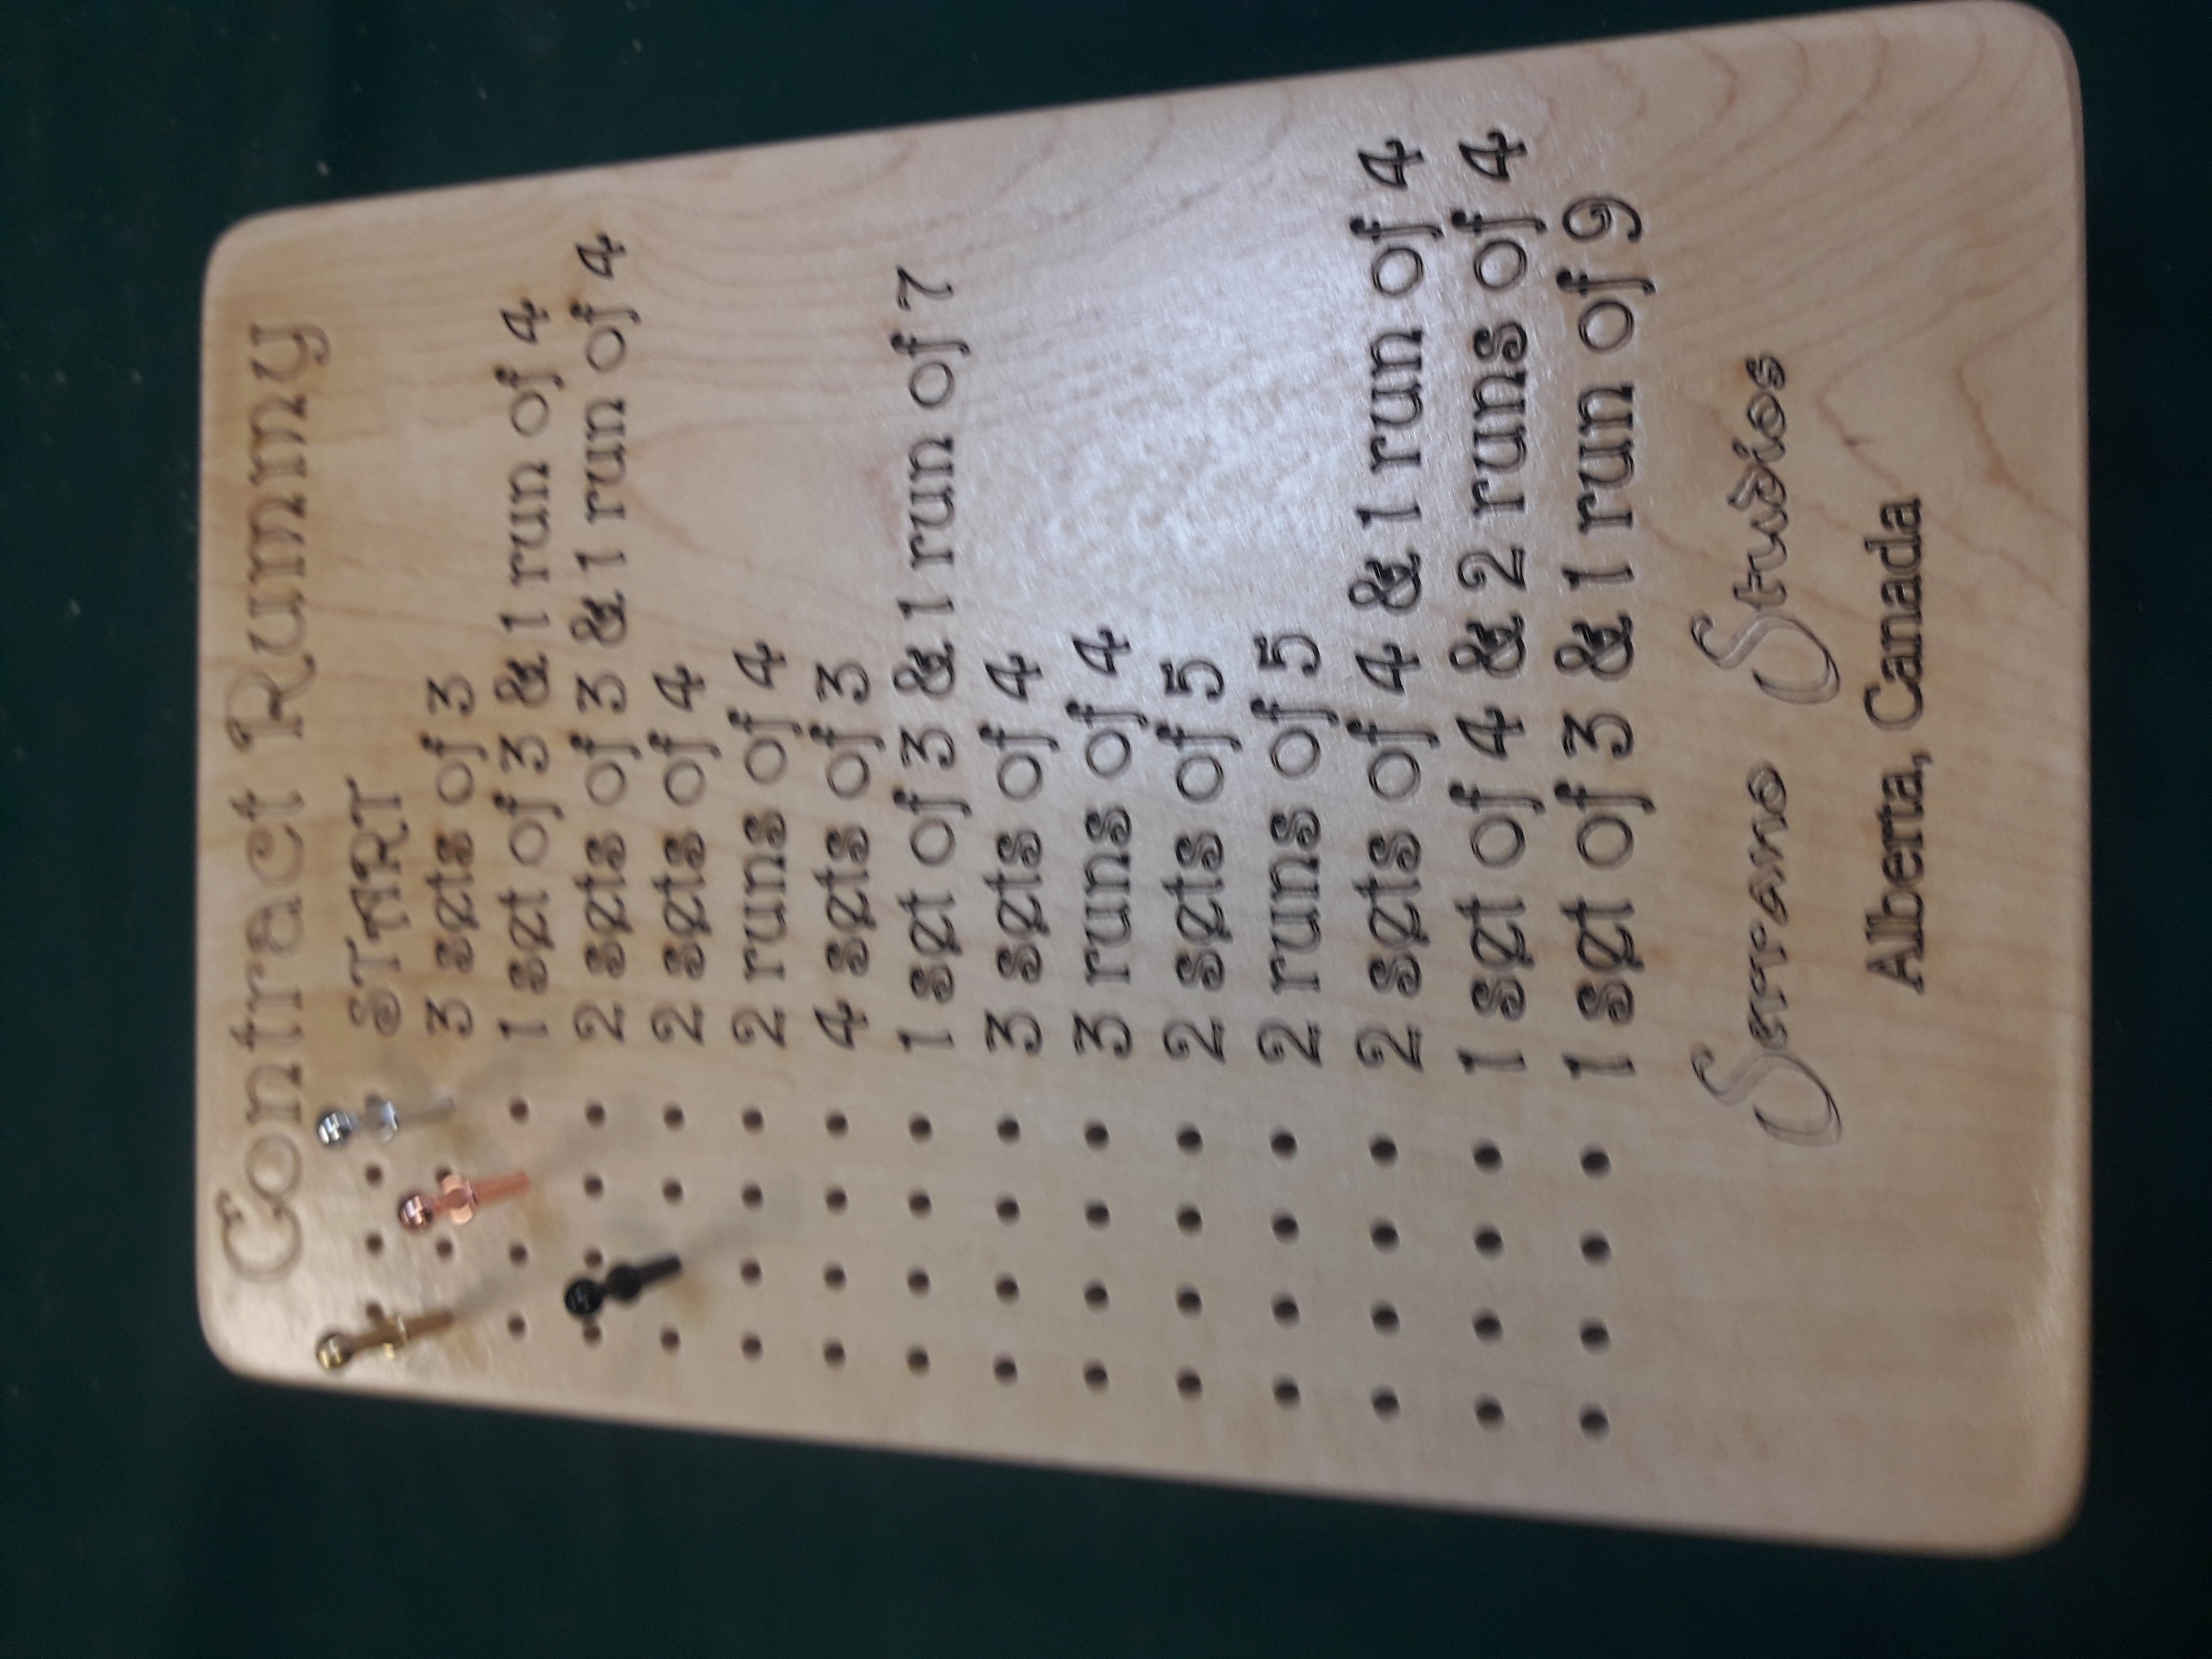 Contract Rummy
START
3 sets of 3
1 set of 3 & 1 run of 4
2 sets of 3 & 1 run of 4
2 sets of 4
2 runs of 4
4 sets of 3
1 set of 3 & 1 run of 7
3 sets of 4
3 runs of 4
2 sets of 5
2 runs of 5
2 sets of 4 & 1 run of 4
1 set of 4 & 2 runs of 4
1 set of 3 & 1 run of 9
Serrano Studios
Alberta, Canada